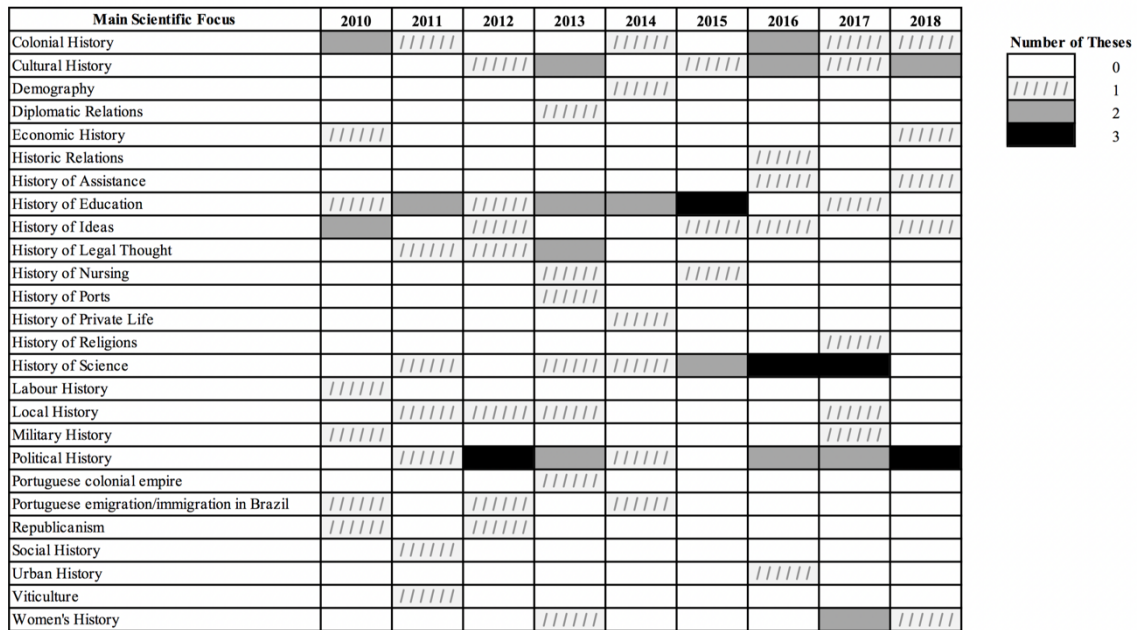 Main Scientific Focus 2010 2011 2012 2013 2014 2015 2016 2017 2018
Colonial History
Cultural History
Demography
Diplomatic Relations
Economic History
Historic Relations
History of Assistance
History of Education
History of Ideas
History of Legal Thought
History of Nursing
History of Ports
History of Private Life
History of Religions
History of Science
Labour History
Local History
Military History
Political History
Portuguese colonial empire
Portuguese emigration/immigration in Brazil
Republicanism
Social History
Urban History
Viticulture
Women's History
Number of Theses
0
1
2
3